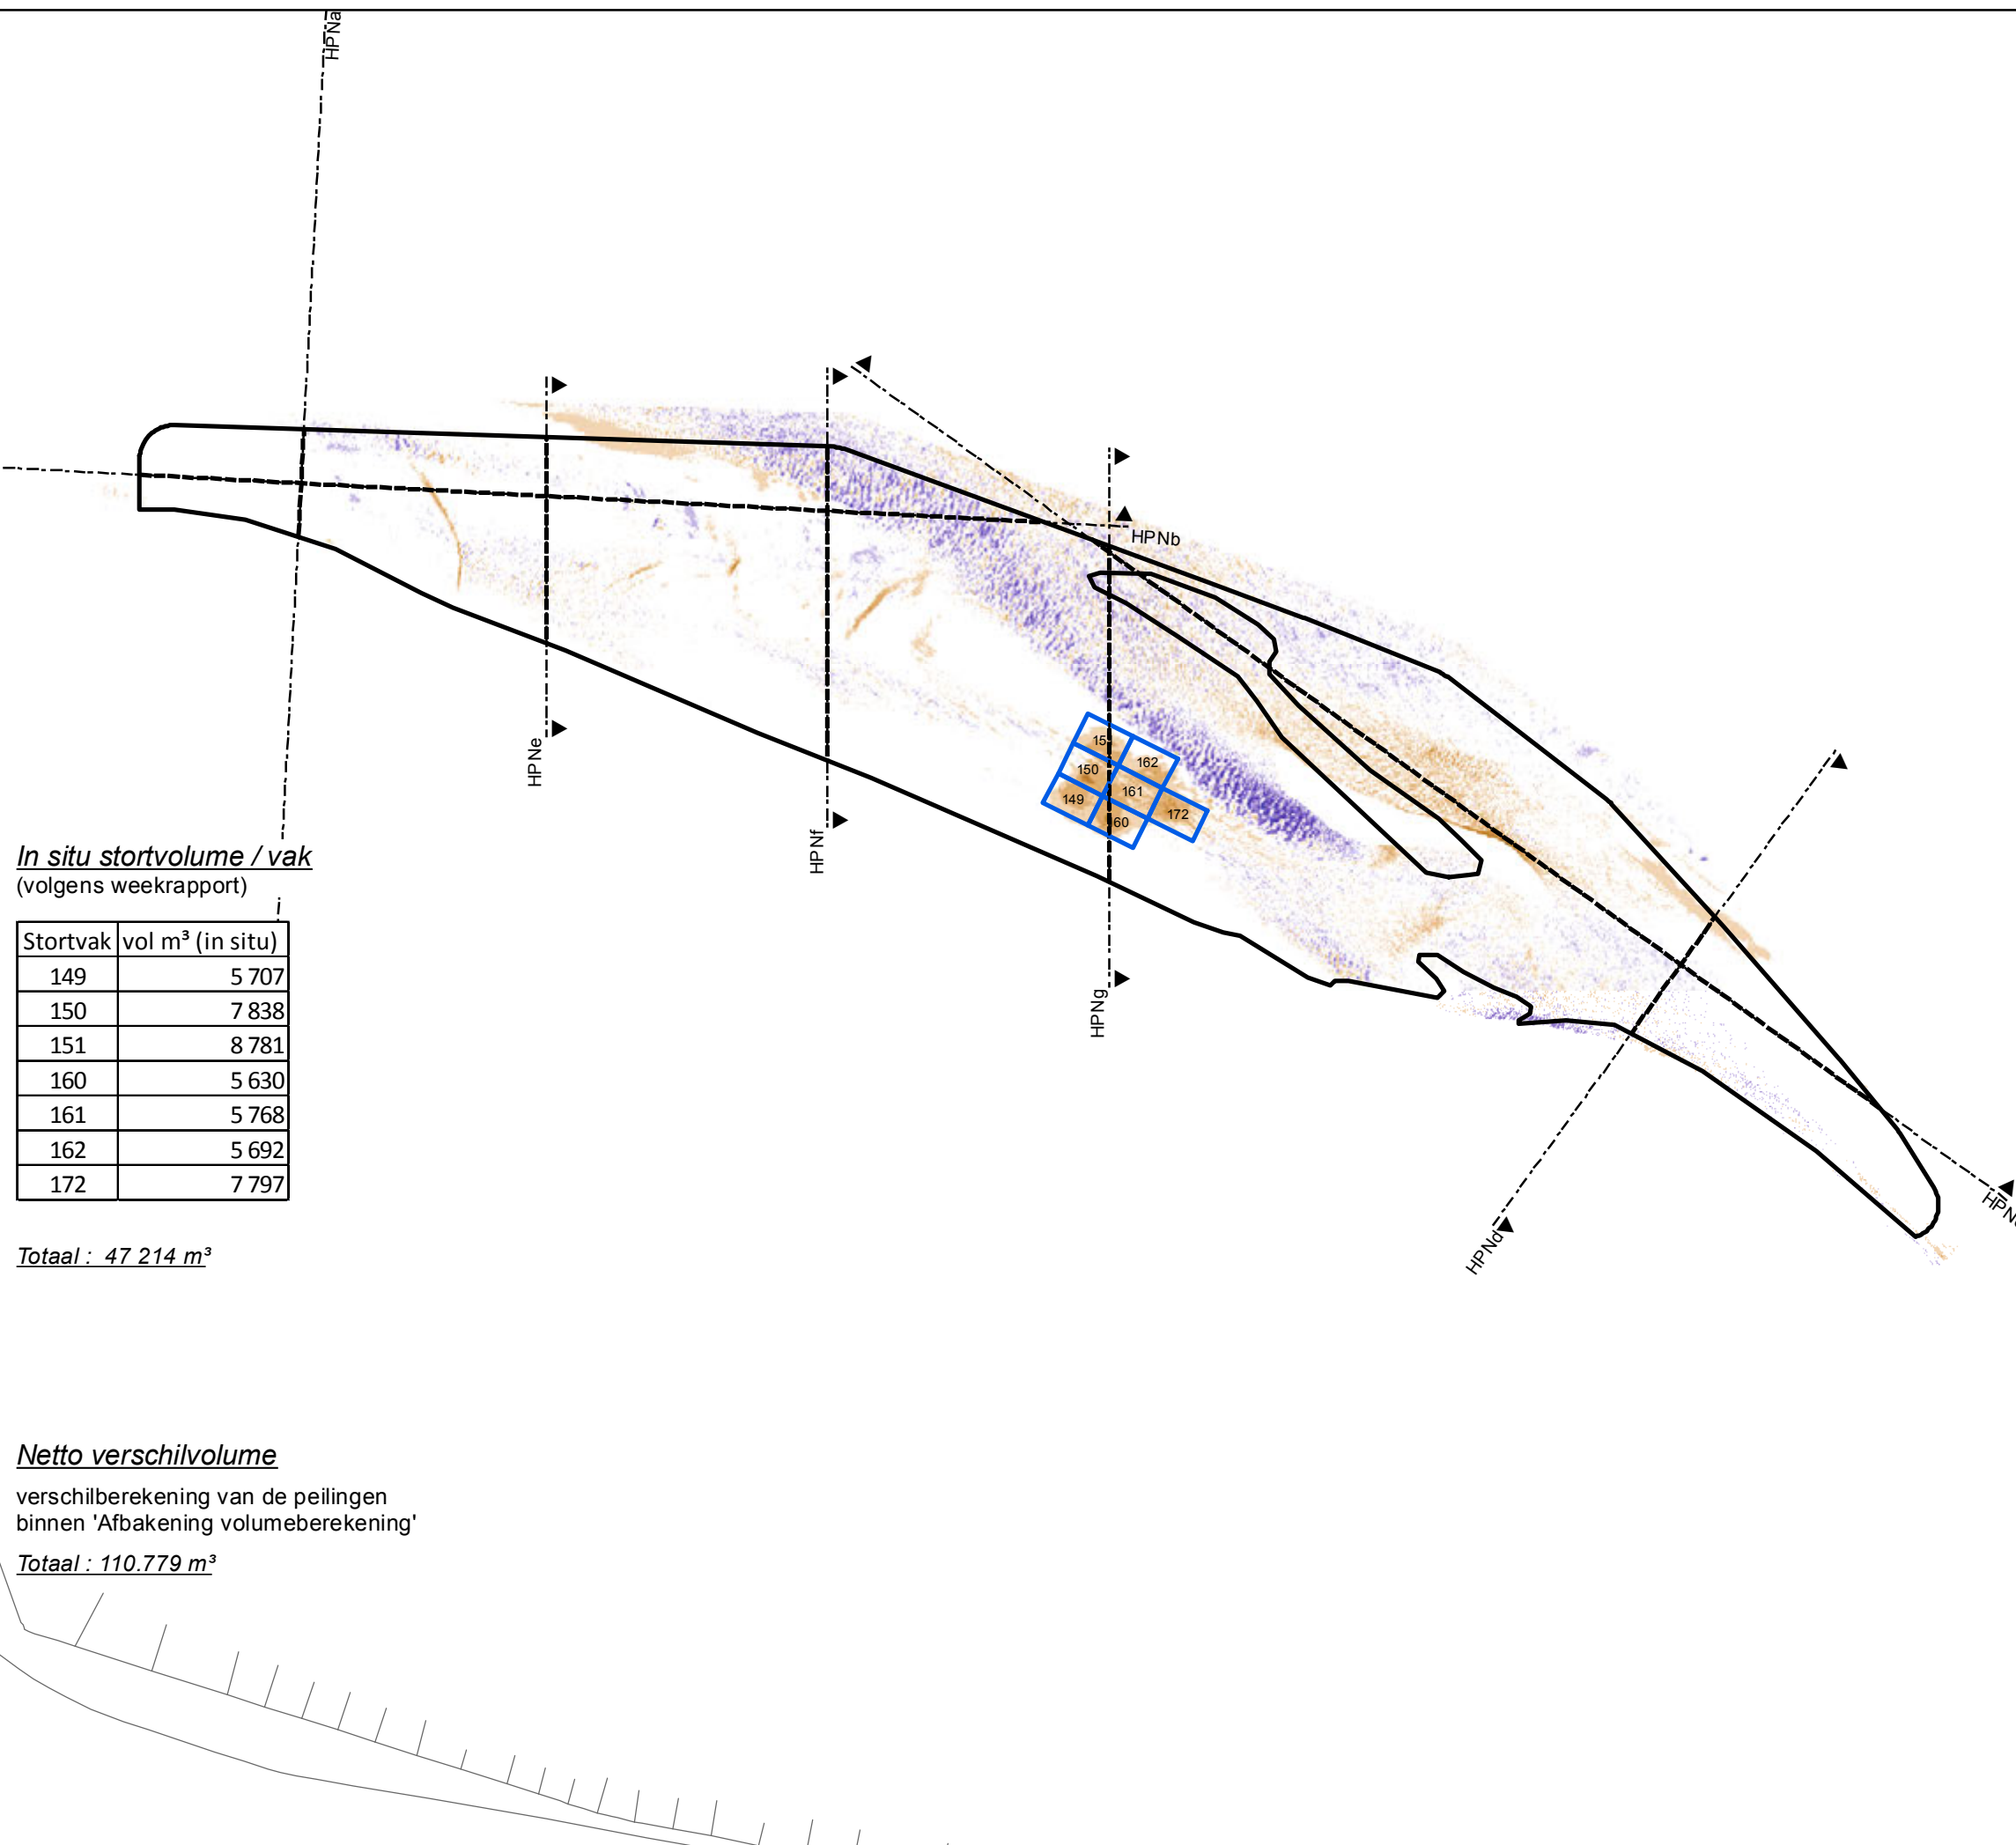 HPNa
HPNb
HPNe
HPNf
HPNg
HPNd
15
162
150
161
149
172
60
In situ stortvolume / vak
(volgens weekrapport)
Stortvak vol m³ (in situ)
149 5 707
150 7 838
151 8 781
160 5 630
161 5 768
162 5 692
172 7 797
Totaal : 47 214 m³
Netto verschilvolume
verschilberekening van de peilingen
binnen 'Afbakening volumeberekening'
Totaal : 110.779 m³